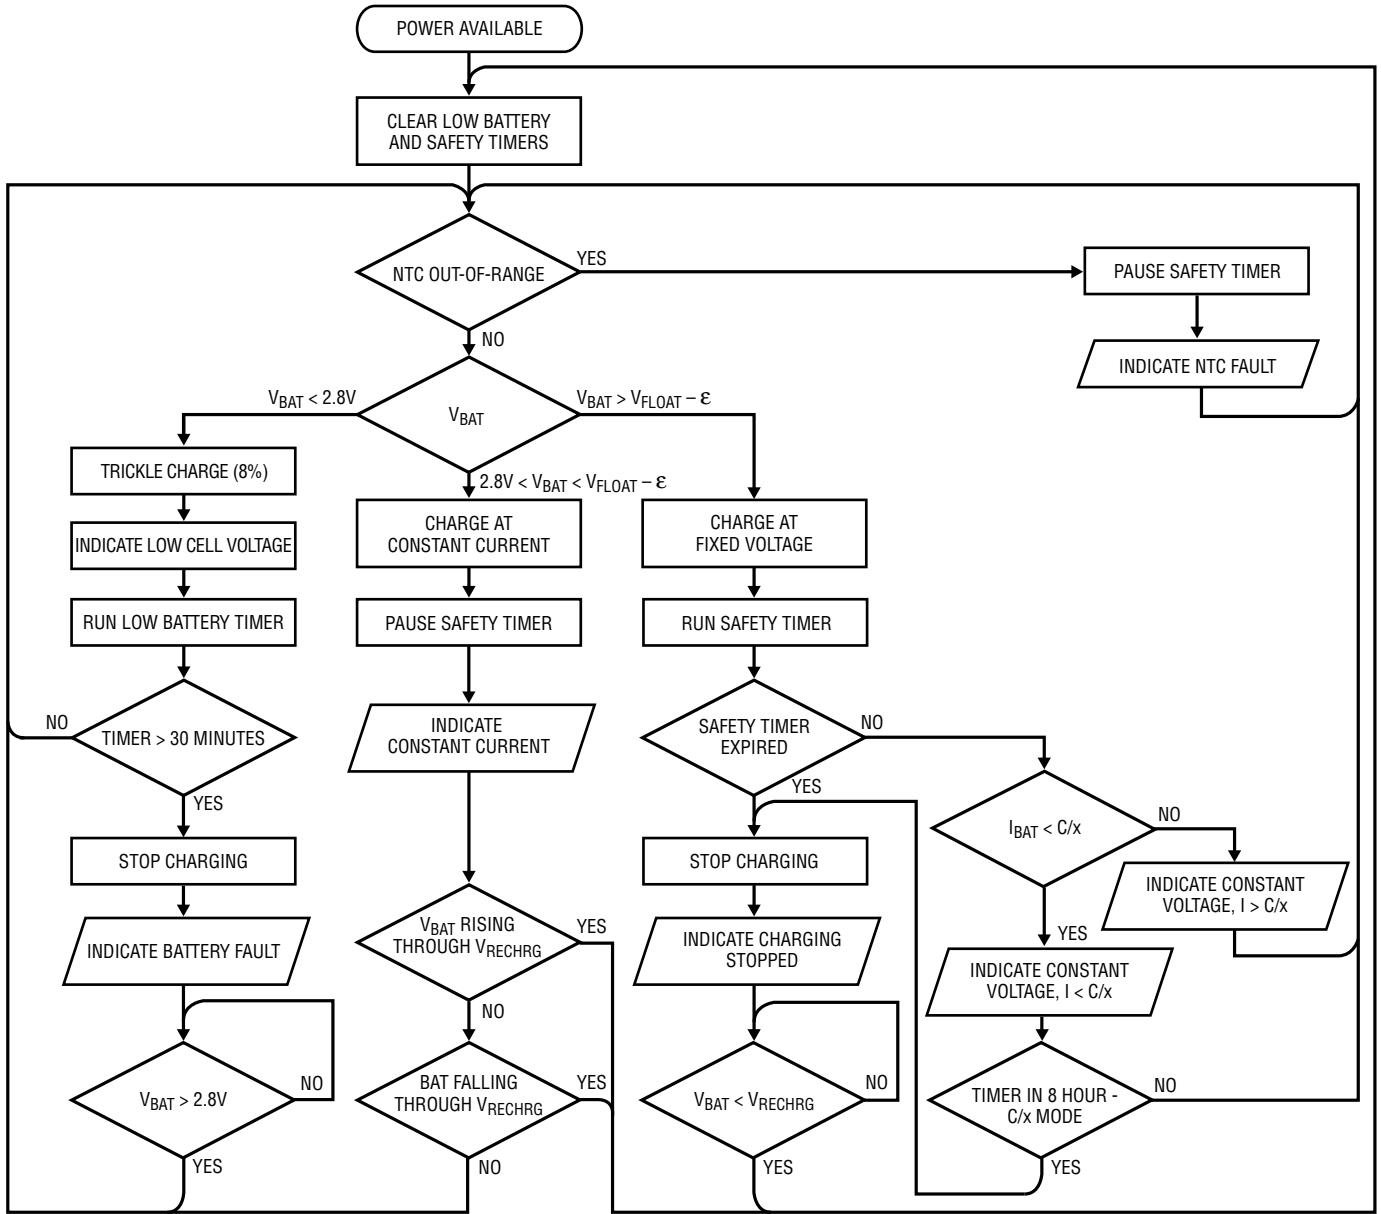 POWER AVAILABLE
CLEAR LOW BATTERY
AND SAFETY TIMERS
NTC OUT-OF-RANGE
YES
PAUSE SAFETY TIMER
INDICATE NTC FAULT
NO
VBAT
VBAT < 2.8V
VBAT > VFLOAT – ε
2.8V < VBAT < VFLOAT – ε
TRICKLE CHARGE (8%)
INDICATE LOW CELL VOLTAGE
RUN LOW BATTERY TIMER
TIMER > 30 MINUTES
NO
YES
STOP CHARGING
INDICATE BATTERY FAULT
VBAT > 2.8V
NO
YES
CHARGE AT
CONSTANT CURRENT
PAUSE SAFETY TIMER
INDICATE
CONSTANT CURRENT
VBAT RISING
THROUGH VRECHRG
YES
NO
BAT FALLING
THROUGH VRECHRG
YES
NO
CHARGE AT
FIXED VOLTAGE
RUN SAFETY TIMER
SAFETY TIMER
EXPIRED
NO
YES
STOP CHARGING
INDICATE CHARGING
STOPPED
VBAT < VRECHRG
NO
YES
IBAT < C/x
NO
INDICATE CONSTANT
VOLTAGE, I > C/x
YES
INDICATE CONSTANT
VOLTAGE, I < C/x
TIMER IN 8 HOUR -
C/x MODE
NO
YES